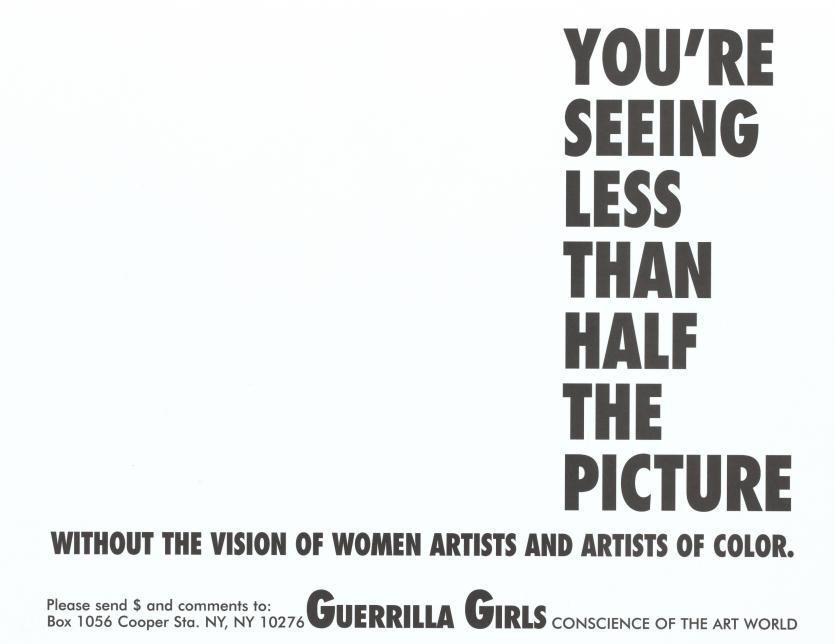 YOU'RE
SEEING
LESS
THAN
HALF
THE
PICTURE
WITHOUT THE VISION OF WOMEN ARTISTS AND ARTISTS OF COLOR.
Please send $ and comments to:
Box 1056 Cooper Sta. NY, NY 10276 GUERRILLA GIRLS CONSCIENCE OF THE ART WORLD